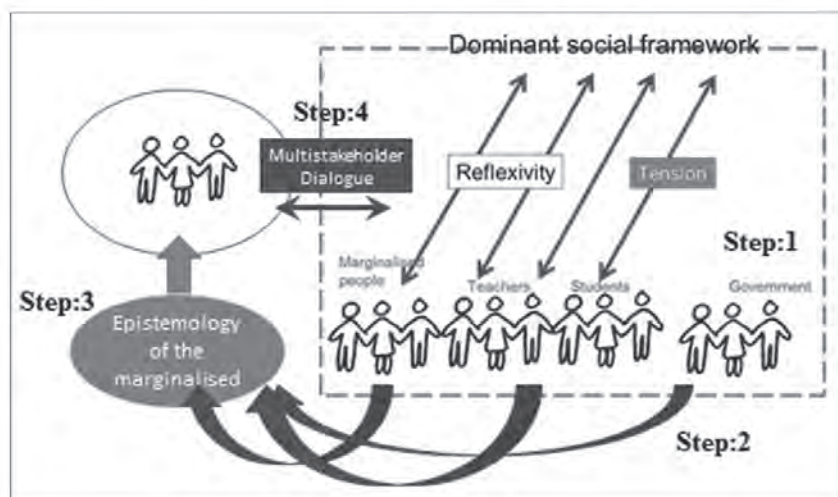 Dominant social framework
Step:4
Multistakeholder
Dialogue
Reflexivity
Tension
Step:1
Marginalised
people
Teachers
Students
Government
Step:3
Epistemology
of the
marginalised
Step:2